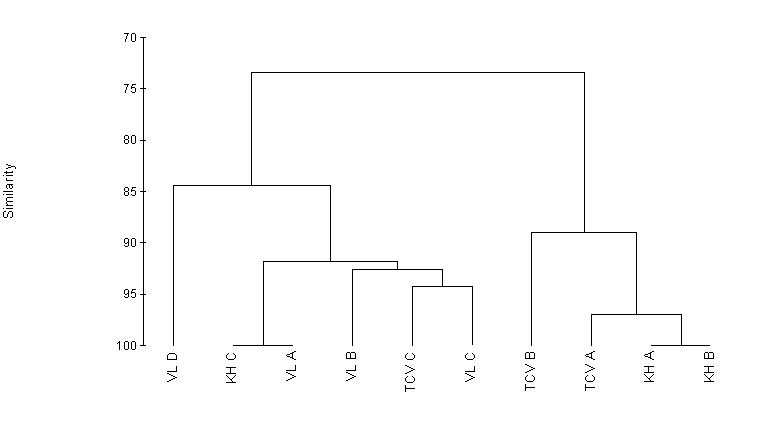 Similarity
70
75
80
85
90
95
100
VL D
KH C
VL A
VL B
TCV C
VL C
TCV B
TCV A
KH A
KH B